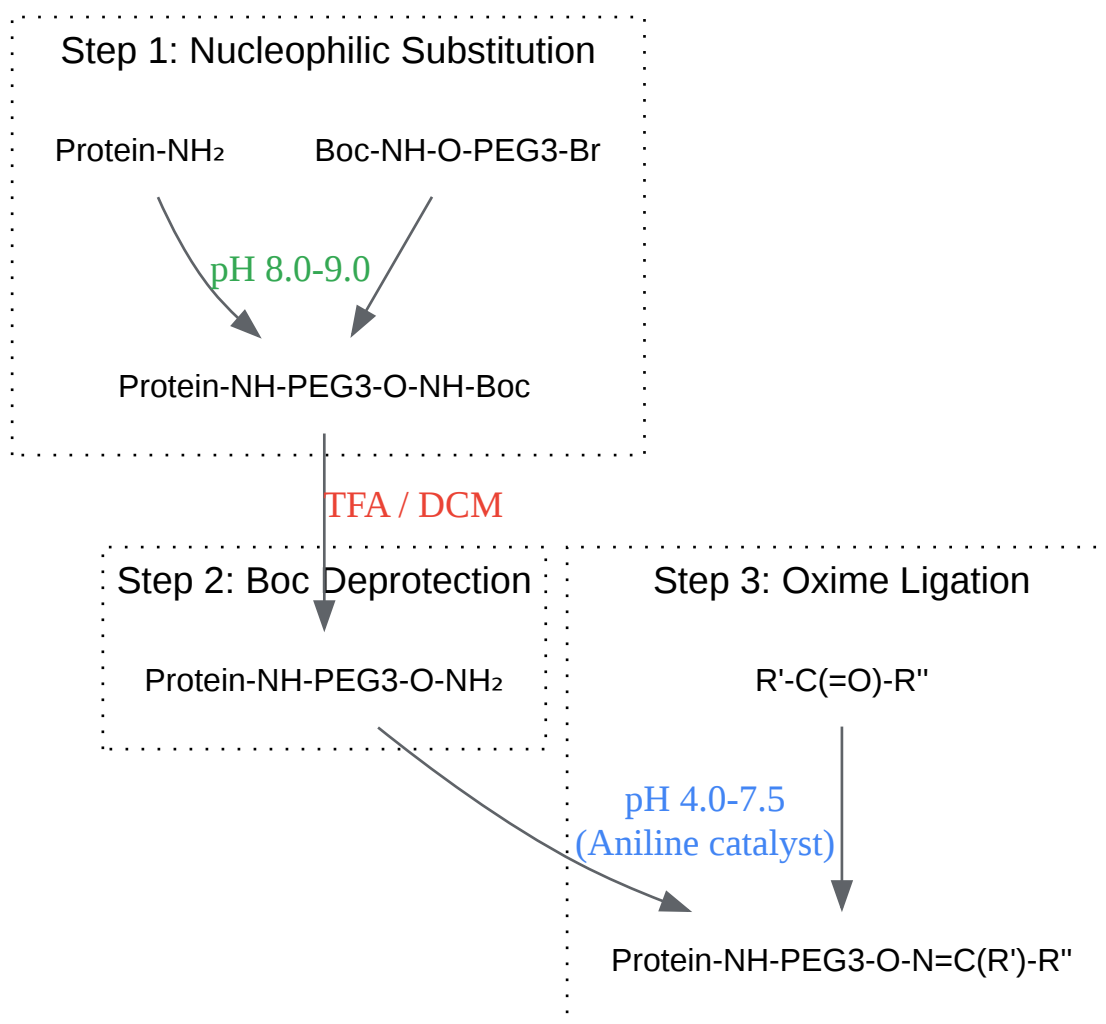 Step 1: Nucleophilic Substitution
Protein-NH₂
Boc-NH-O-PEG3-Br
pH 8.0-9.0
Protein-NH-PEG3-O-NH-Boc
TFA / DCM
Step 2: Boc Deprotection
Protein-NH-PEG3-O-NH₂
Step 3: Oxime Ligation
R'-C(=O)-R"
pH 4.0-7.5
(Aniline catalyst)
Protein-NH-PEG3-O-N=C(R')-R"